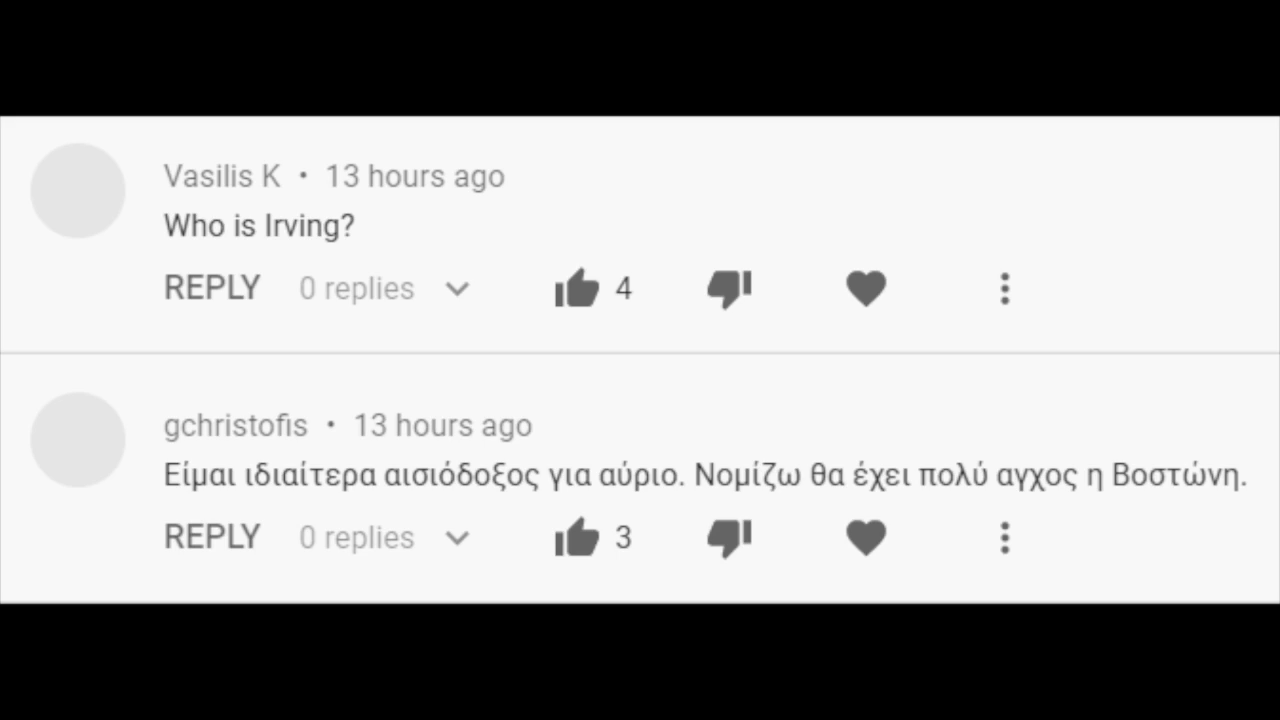 Vasilis K • 13 hours ago
Who is Irving?
REPLY 0 replies 4
gchristofis • 13 hours ago
Είμαι ιδιαίτερα αισιόδοξος για αύριο. Νομίζω θα έχει πολύ αγχος η Βοστώνη.
REPLY 0 replies 3